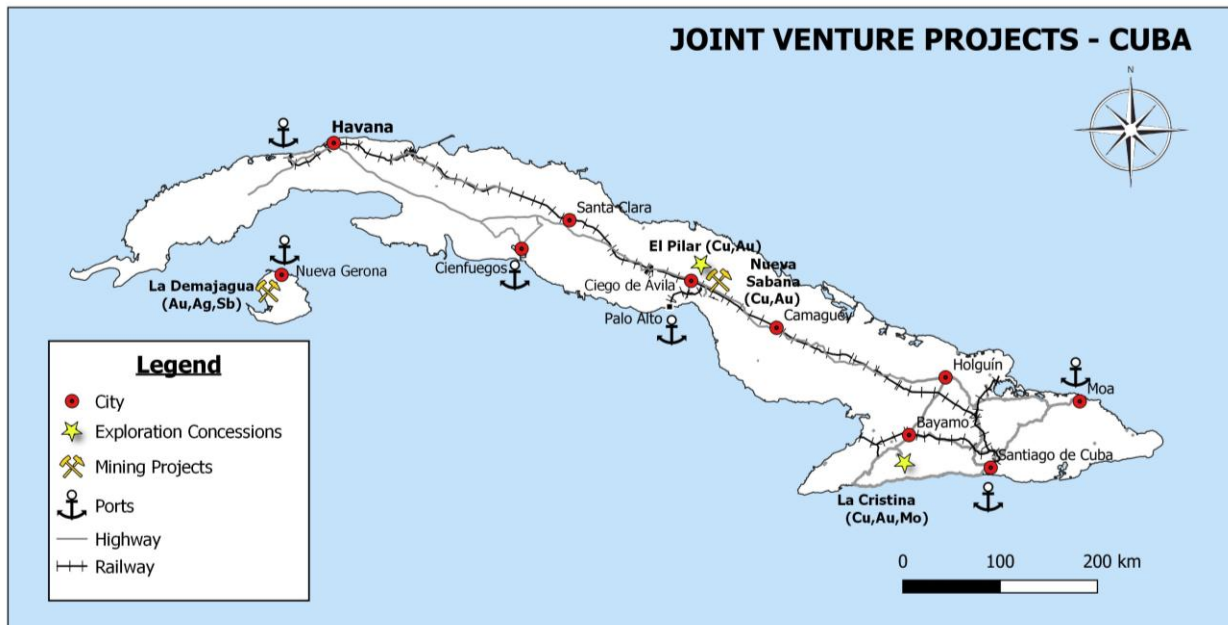 JOINT VENTURE PROJECTS - CUBA
N
Havana
Santa Clara
El Pilar (Cu,Au)
Nueva Gerona
Cienfuegos
Nueva
Sabana
(Cu,Au)
La Demajagua
(Au,Ag,Sb)
Ciego de Ávila
Palo Alto
Camagüey
Holguín
Moa
Bayamo
Santiago de Cuba
La Cristina
(Cu,Au,Mo)
Legend
City
Exploration Concessions
Mining Projects
Ports
Highway
Railway
0 100 200 km